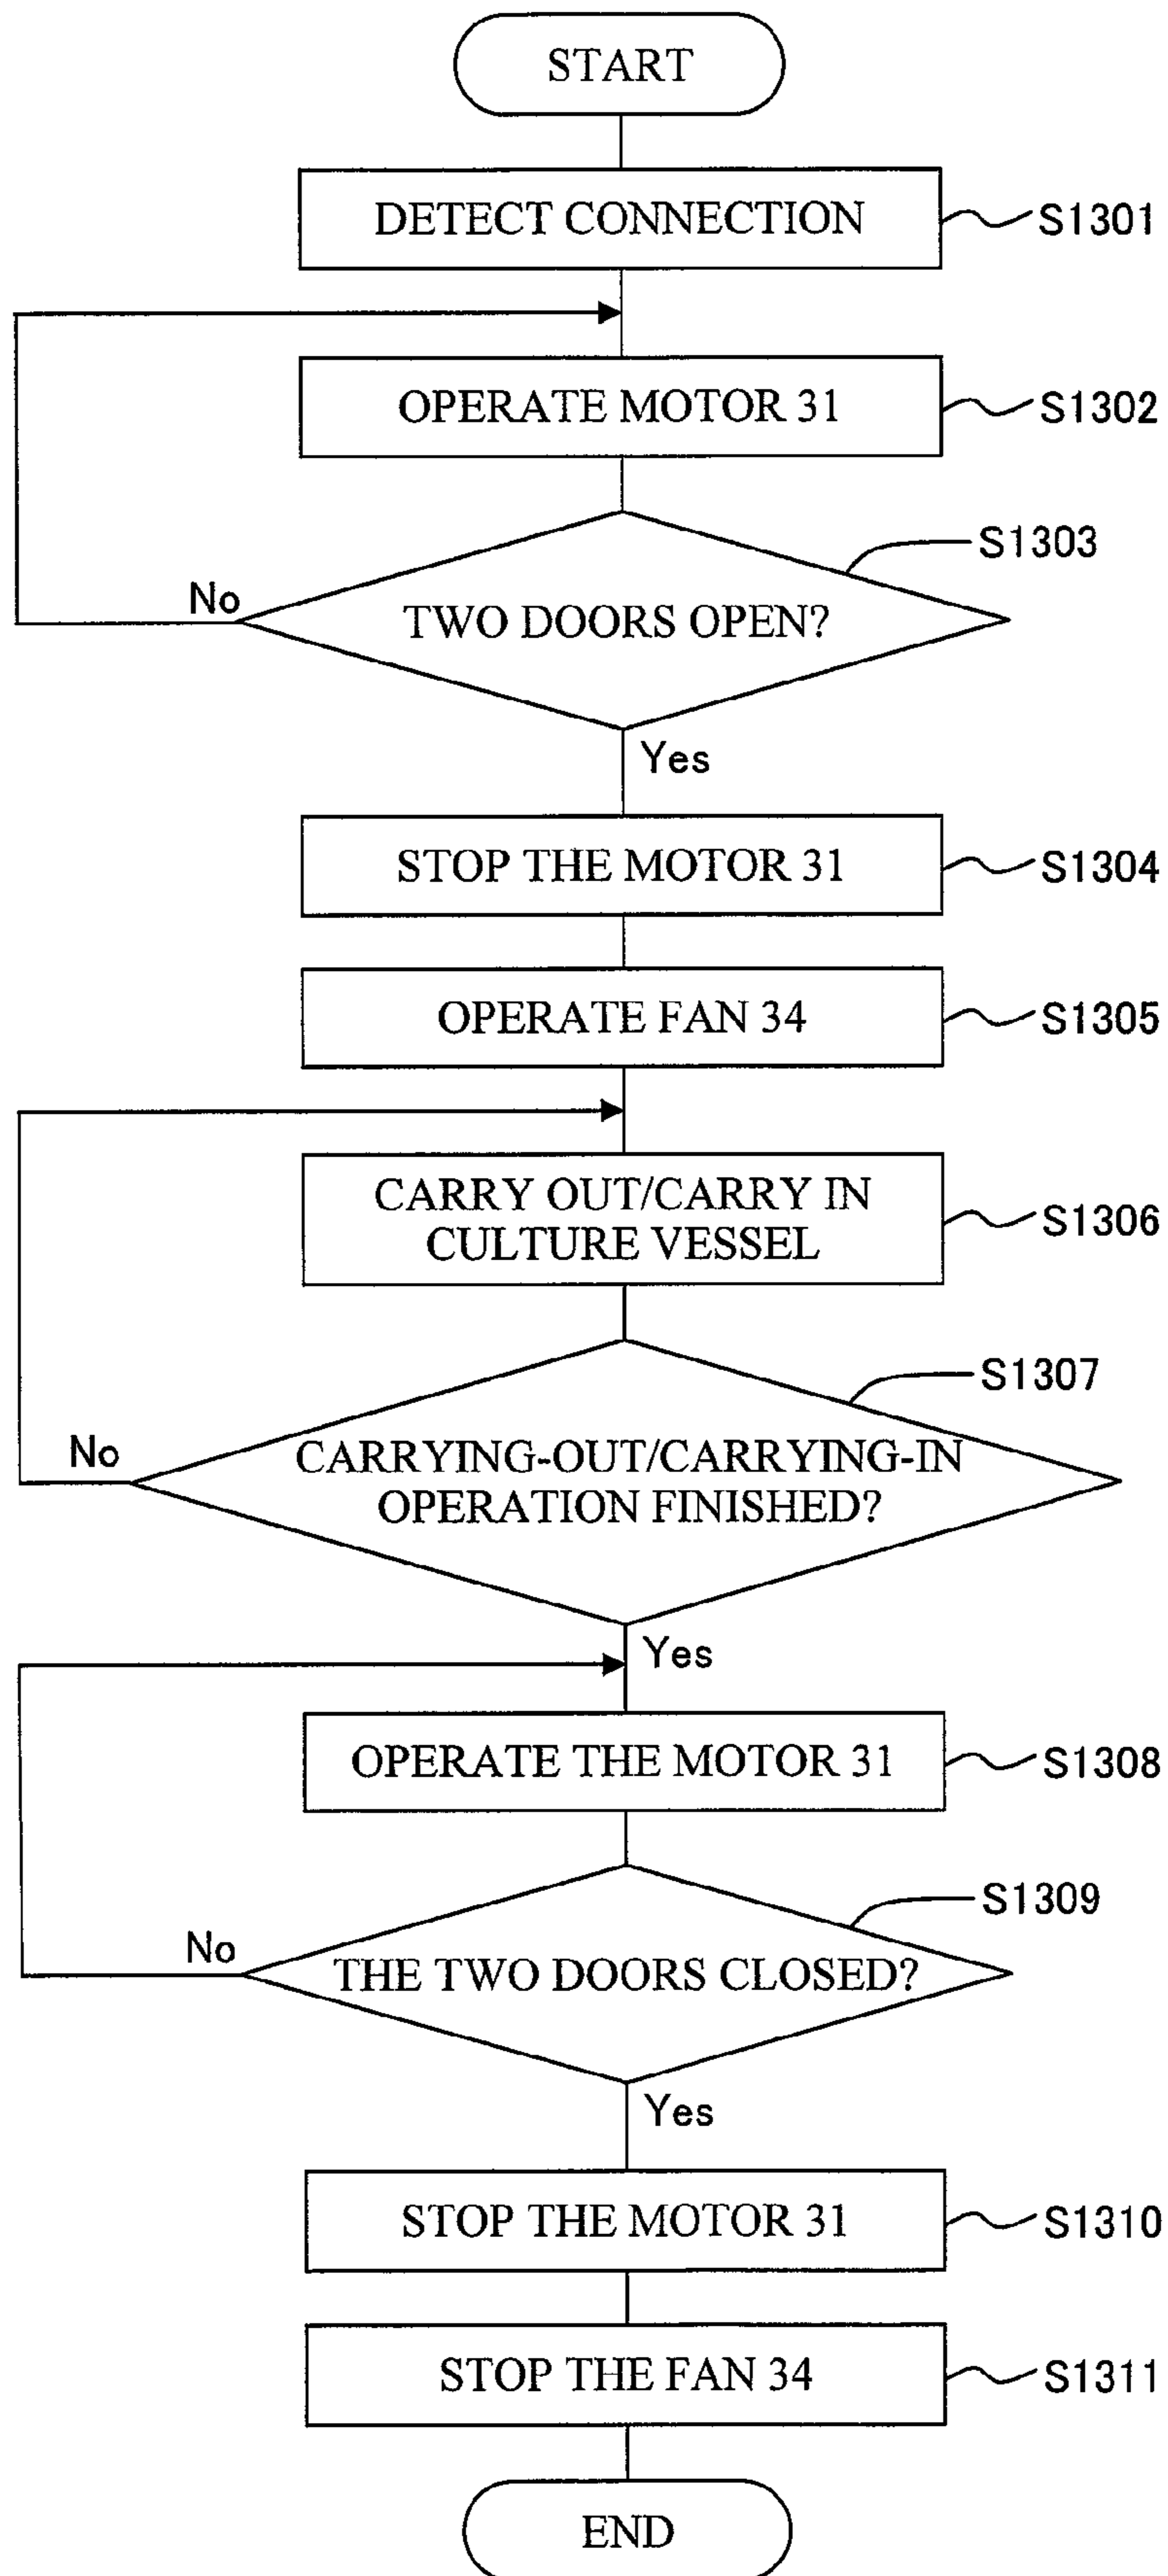 START
DETECT CONNECTION
S1301
OPERATE MOTOR 31
S1302
S1303
No
TWO DOORS OPEN?
Yes
STOP THE MOTOR 31
S1304
OPERATE FAN 34
S1305
CARRY OUT/CARRY IN
CULTURE VESSEL
S1306
S1307
No
CARRYING-OUT/CARRYING-IN
OPERATION FINISHED?
Yes
OPERATE THE MOTOR 31
S1308
S1309
No
THE TWO DOORS CLOSED?
Yes
STOP THE MOTOR 31
S1310
STOP THE FAN 34
S1311
END